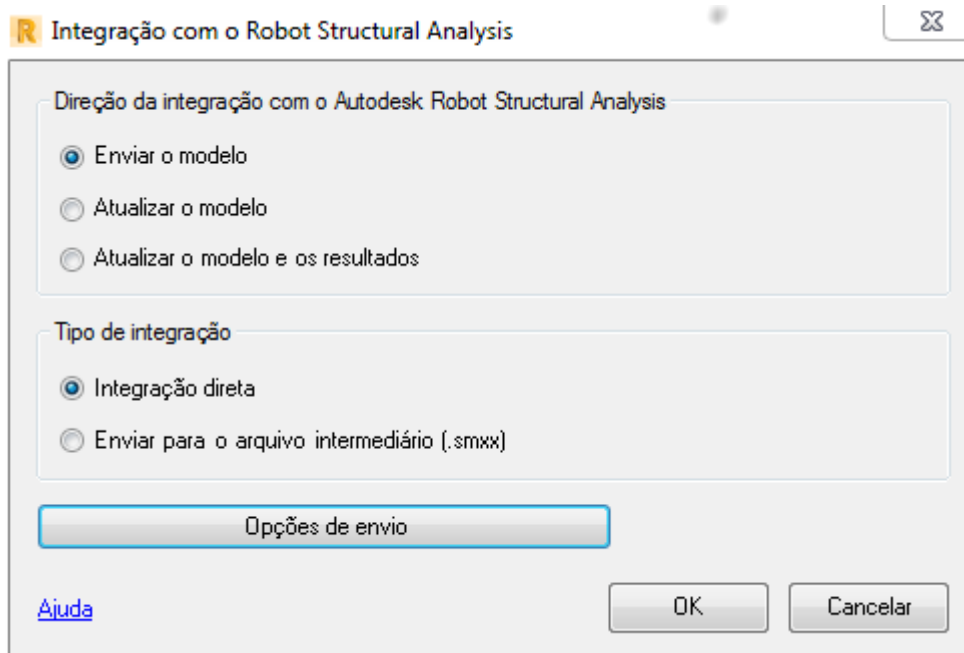 Integração com o Robot Structural Analysis
Direção da integração com o Autodesk Robot Structural Analysis
Enviar o modelo
Atualizar o modelo
Atualizar o modelo e os resultados
Tipo de integração
Integração direta
Enviar para o arquivo intermediário (.smxx)
Opções de envio
Ajuda
OK
Cancelar